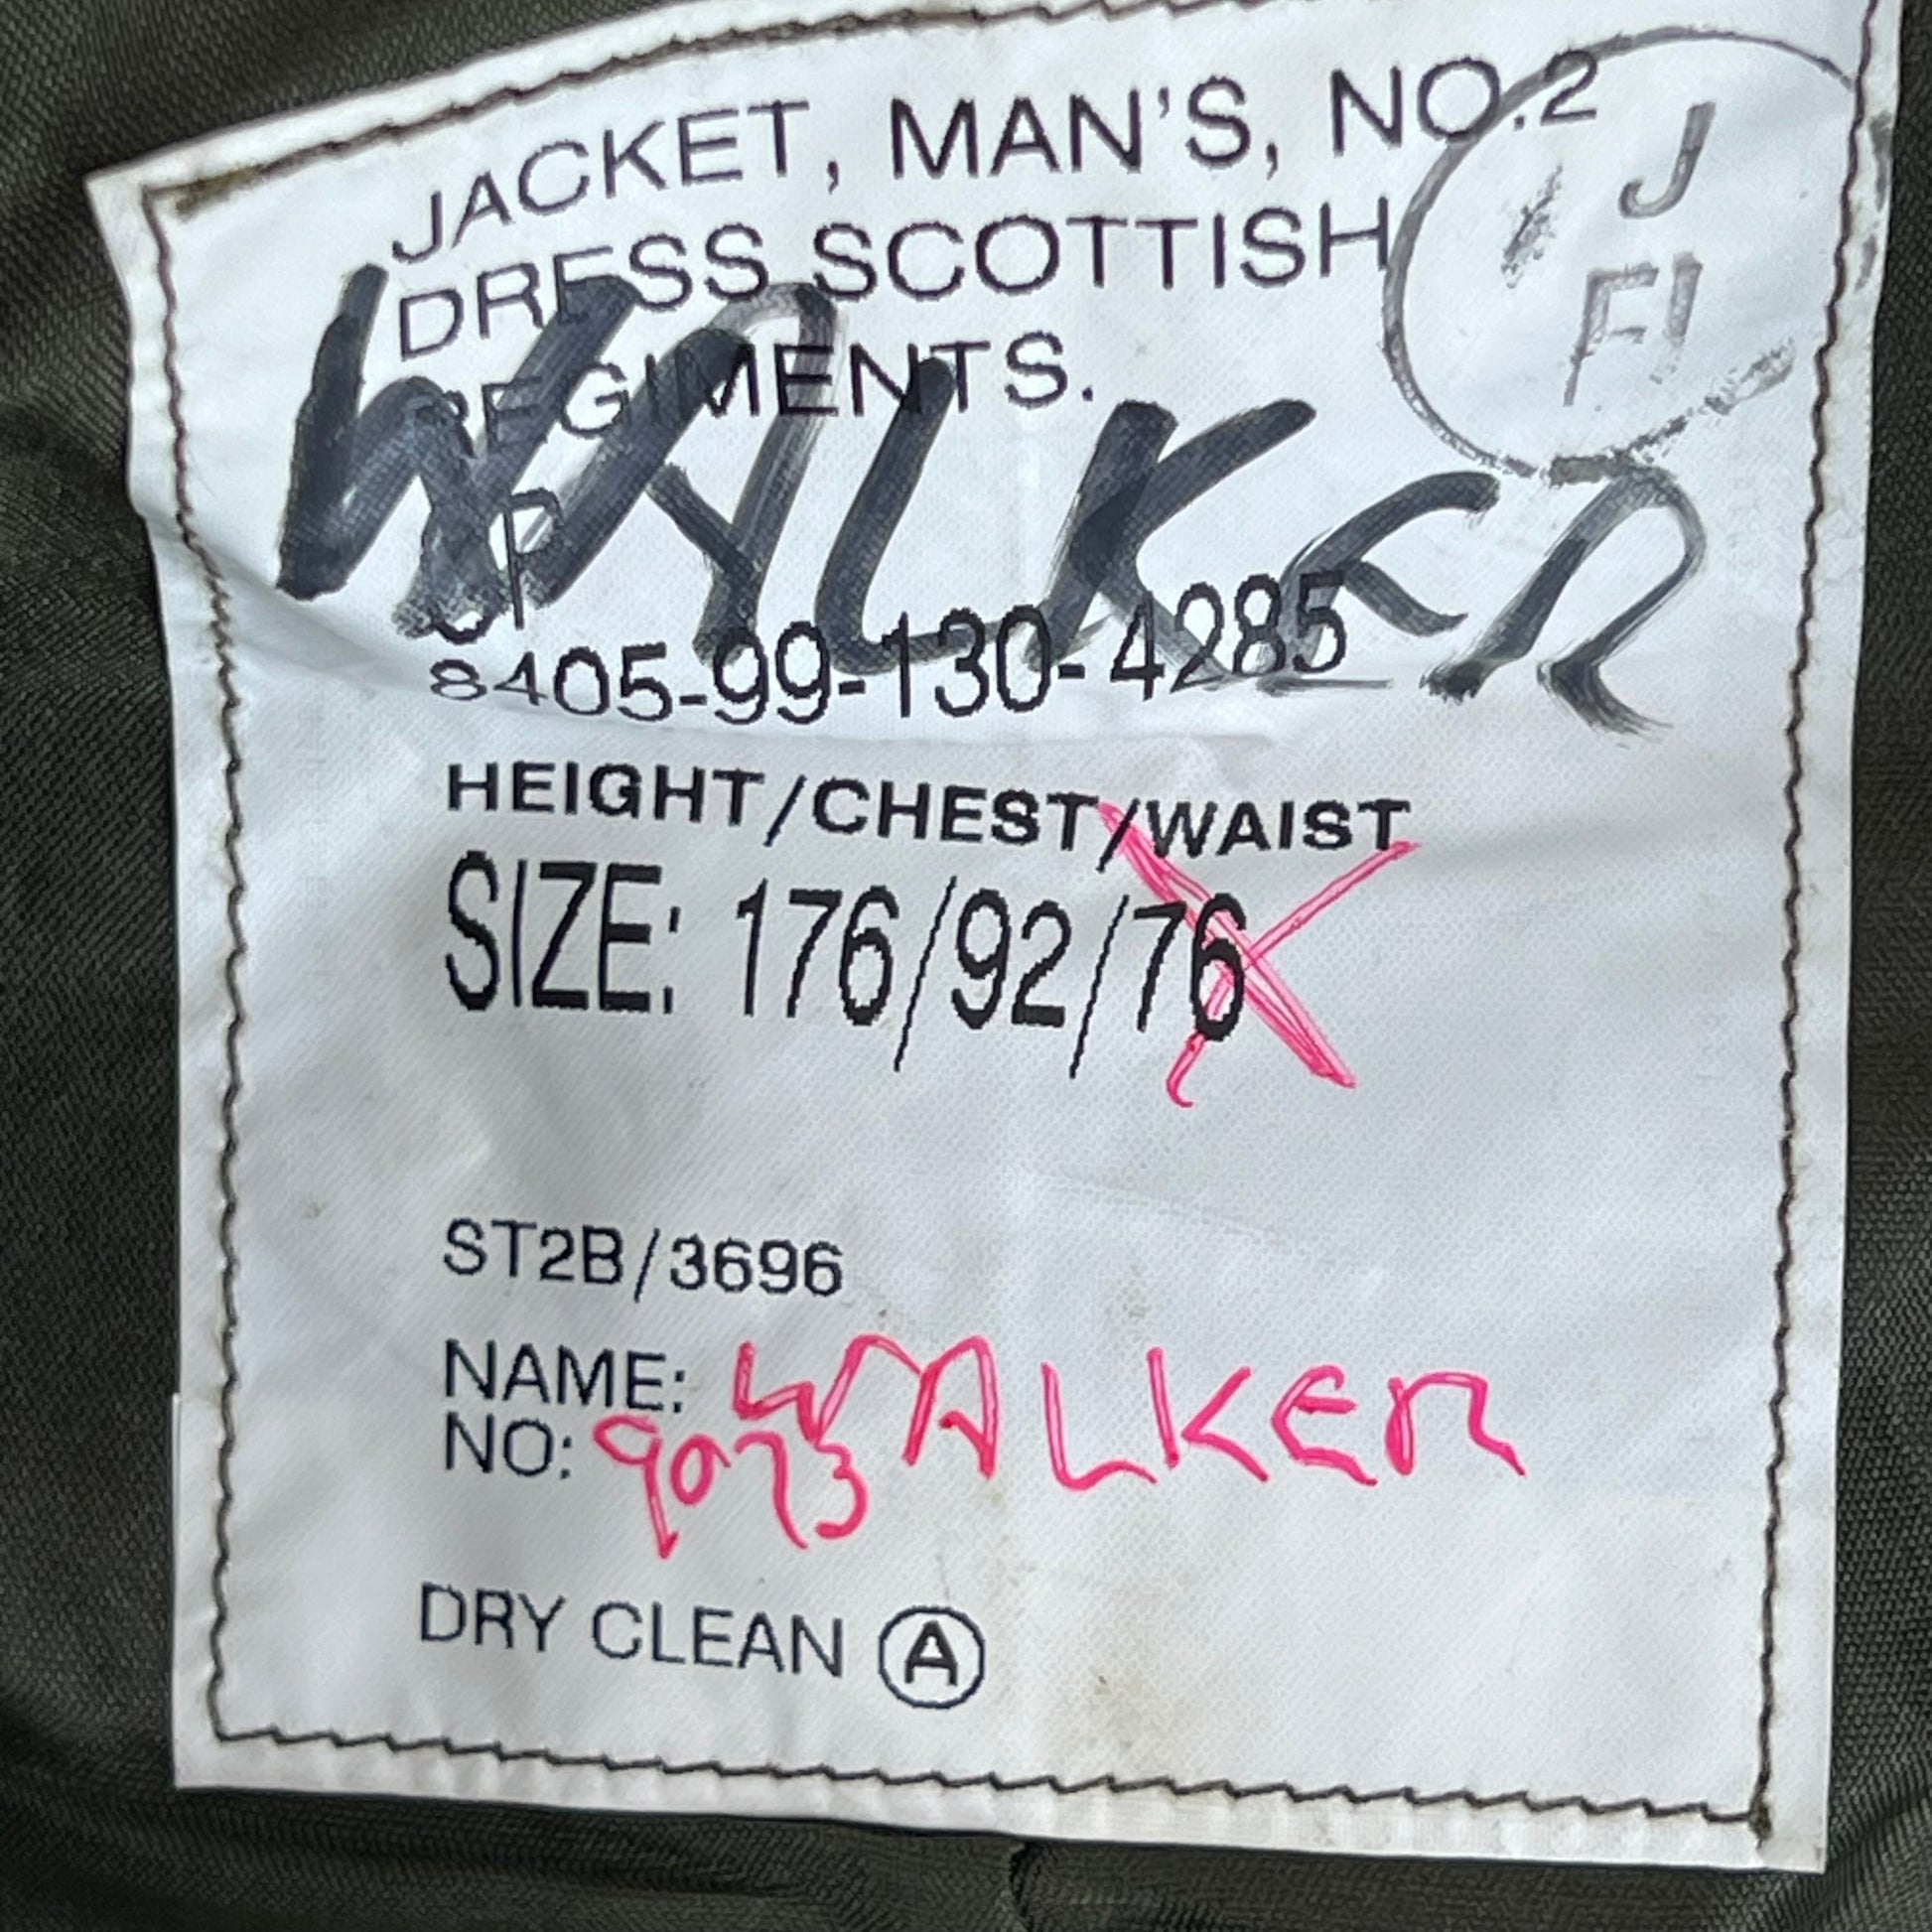 JACKET, MAN'S, NO.2
DRESS SCOTTISH
REGIMENTS.
WALKER
8405-99-130-4285
HEIGHT/CHEST/WAIST
SIZE: 176/92/76
ST2B/3696
NAME: WALKER
NO: 9073
DRY CLEAN Ⓐ